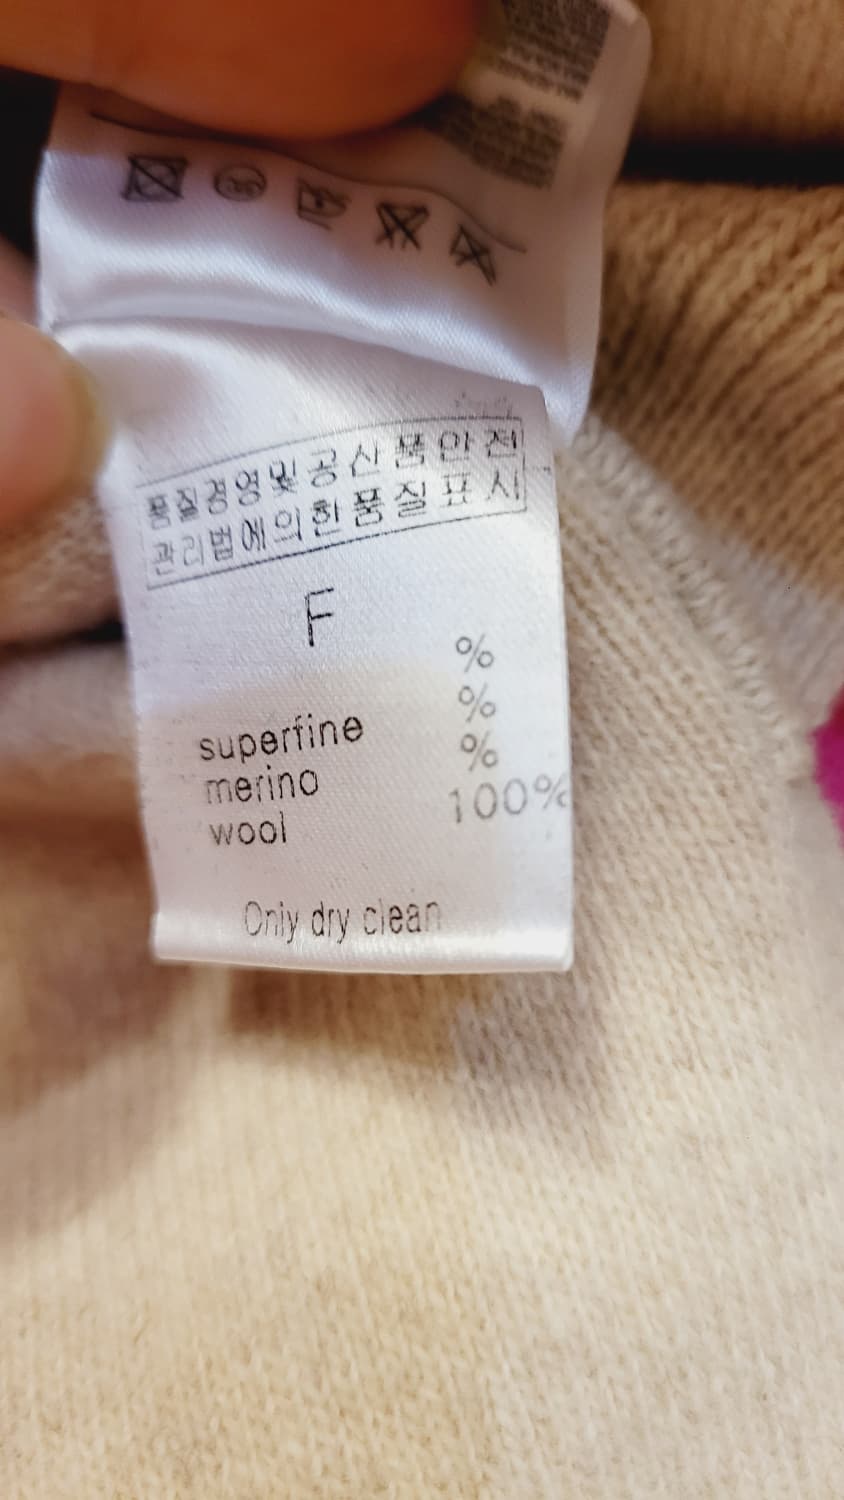 품질경영및공산품안전
관리법에의한품질표시
F
%
%
superfine %
merino 100%
wool
Only dry clean